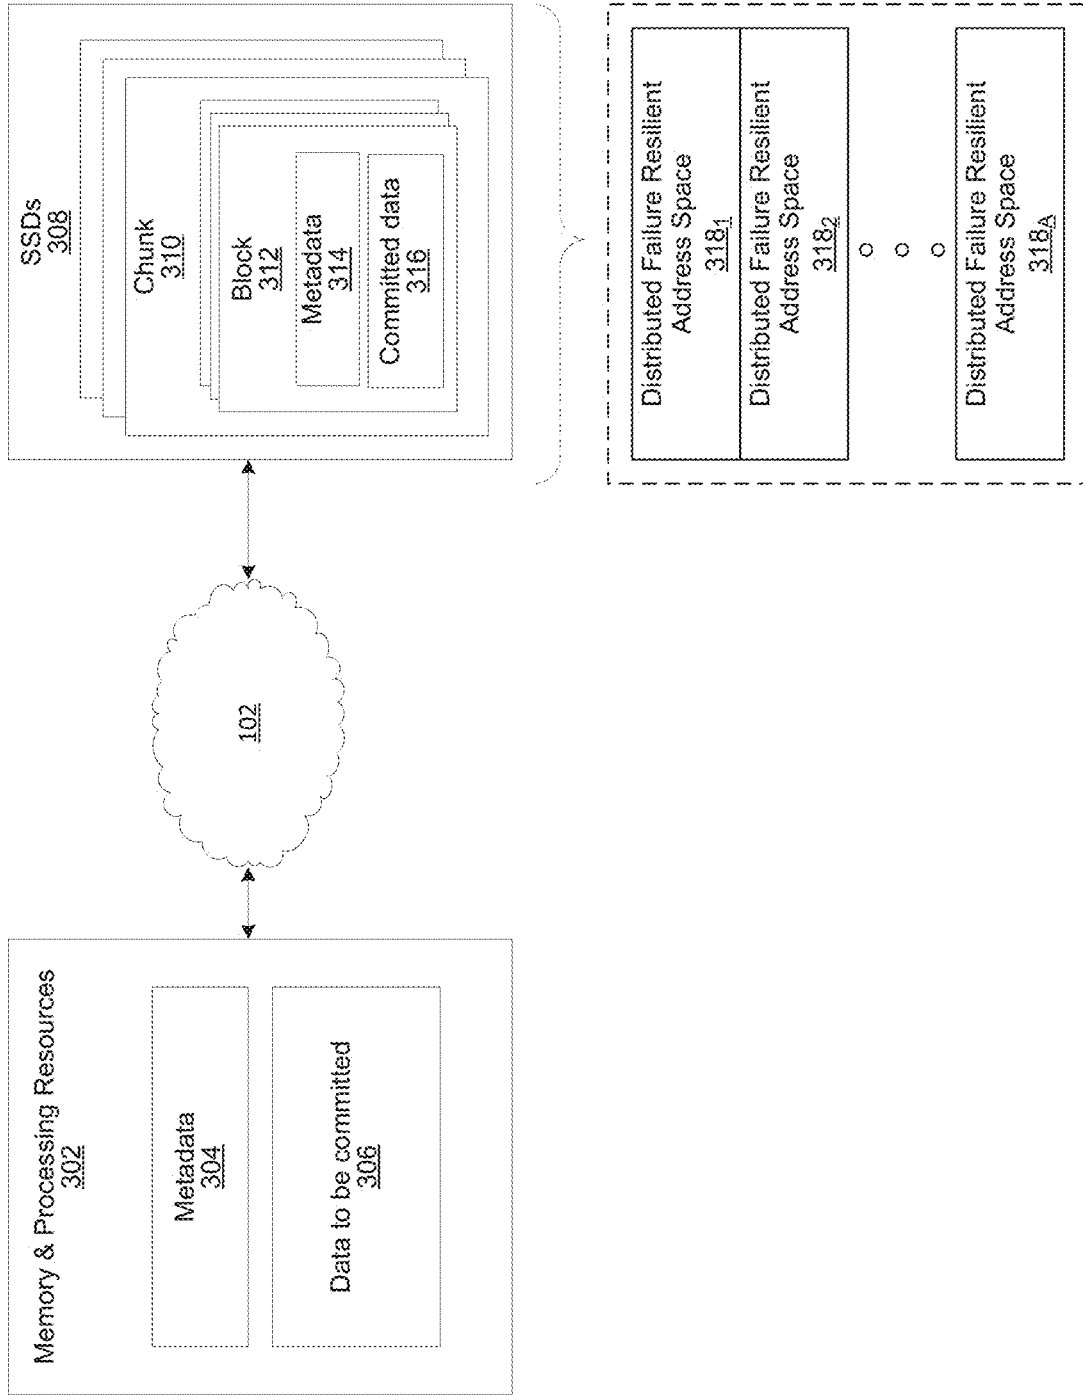 Memory & Processing Resources
302
Metadata
304
Data to be committed
306
102
SSDs
308
Chunk
310
Block
312
Metadata
314
Committed data
316
Distributed Failure Resilient
Address Space
318₁
Distributed Failure Resilient
Address Space
318₂
Distributed Failure Resilient
Address Space
318A